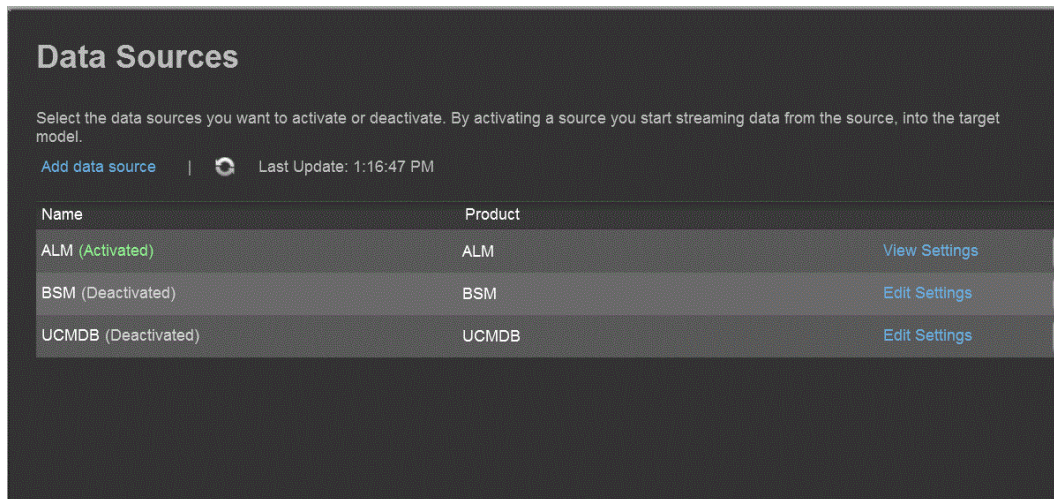 Data Sources
Select the data sources you want to activate or deactivate. By activating a source you start streaming data from the source, into the target
model.
Add data source | Last Update: 1:16:47 PM
Name Product
ALM (Activated) ALM View Settings
BSM (Deactivated) BSM Edit Settings
UCMDB (Deactivated) UCMDB Edit Settings